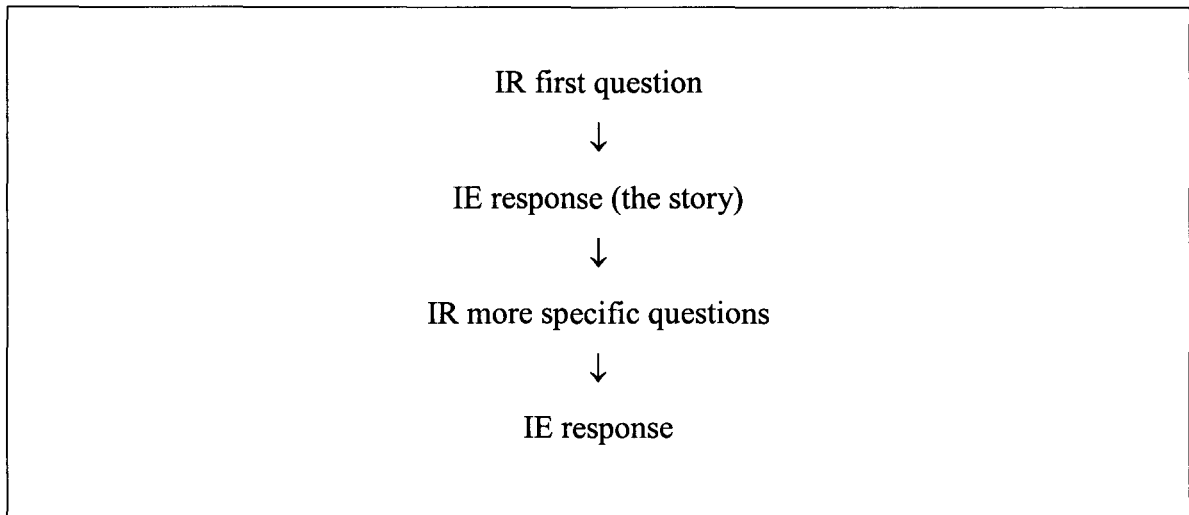 IR first question
↓
IE response (the story)
↓
IR more specific questions
↓
IE response